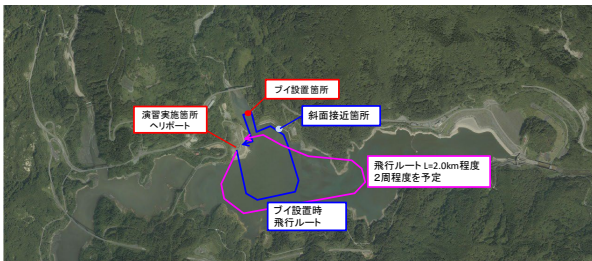 ブイ設置箇所
演習実施箇所
ヘリポート
斜面接近箇所
飛行ルート L=2.0km程度
２周程度を予定
ブイ設置時
飛行ルート